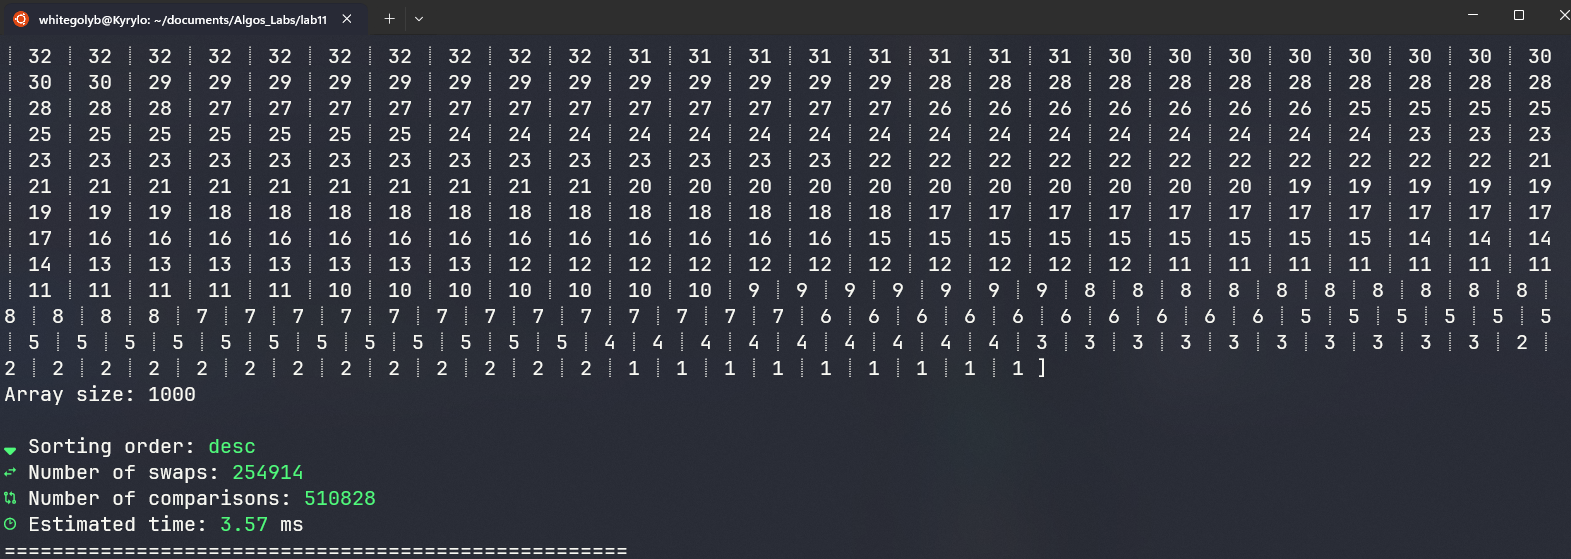 whitegolyb@Kyrylo: ~/documents/Algos_Labs/lab11
┊ 32 ┊ 32 ┊ 32 ┊ 32 ┊ 32 ┊ 32 ┊ 32 ┊ 32 ┊ 32 ┊ 32 ┊ 31 ┊ 31 ┊ 31 ┊ 31 ┊ 31 ┊ 31 ┊ 31 ┊ 31 ┊ 30 ┊ 30 ┊ 30 ┊ 30 ┊ 30 ┊ 30 ┊ 30 ┊ 30
┊ 30 ┊ 30 ┊ 29 ┊ 29 ┊ 29 ┊ 29 ┊ 29 ┊ 29 ┊ 29 ┊ 29 ┊ 29 ┊ 29 ┊ 29 ┊ 29 ┊ 29 ┊ 28 ┊ 28 ┊ 28 ┊ 28 ┊ 28 ┊ 28 ┊ 28 ┊ 28 ┊ 28 ┊ 28 ┊ 28
┊ 28 ┊ 28 ┊ 28 ┊ 27 ┊ 27 ┊ 27 ┊ 27 ┊ 27 ┊ 27 ┊ 27 ┊ 27 ┊ 27 ┊ 27 ┊ 27 ┊ 27 ┊ 26 ┊ 26 ┊ 26 ┊ 26 ┊ 26 ┊ 26 ┊ 26 ┊ 25 ┊ 25 ┊ 25 ┊ 25
┊ 25 ┊ 25 ┊ 25 ┊ 25 ┊ 25 ┊ 25 ┊ 25 ┊ 24 ┊ 24 ┊ 24 ┊ 24 ┊ 24 ┊ 24 ┊ 24 ┊ 24 ┊ 24 ┊ 24 ┊ 24 ┊ 24 ┊ 24 ┊ 24 ┊ 24 ┊ 24 ┊ 23 ┊ 23 ┊ 23
┊ 23 ┊ 23 ┊ 23 ┊ 23 ┊ 23 ┊ 23 ┊ 23 ┊ 23 ┊ 23 ┊ 23 ┊ 23 ┊ 23 ┊ 23 ┊ 23 ┊ 22 ┊ 22 ┊ 22 ┊ 22 ┊ 22 ┊ 22 ┊ 22 ┊ 22 ┊ 22 ┊ 22 ┊ 22 ┊ 21
┊ 21 ┊ 21 ┊ 21 ┊ 21 ┊ 21 ┊ 21 ┊ 21 ┊ 21 ┊ 21 ┊ 21 ┊ 20 ┊ 20 ┊ 20 ┊ 20 ┊ 20 ┊ 20 ┊ 20 ┊ 20 ┊ 20 ┊ 20 ┊ 20 ┊ 19 ┊ 19 ┊ 19 ┊ 19 ┊ 19
┊ 19 ┊ 19 ┊ 19 ┊ 18 ┊ 18 ┊ 18 ┊ 18 ┊ 18 ┊ 18 ┊ 18 ┊ 18 ┊ 18 ┊ 18 ┊ 18 ┊ 18 ┊ 17 ┊ 17 ┊ 17 ┊ 17 ┊ 17 ┊ 17 ┊ 17 ┊ 17 ┊ 17 ┊ 17 ┊ 17
┊ 17 ┊ 16 ┊ 16 ┊ 16 ┊ 16 ┊ 16 ┊ 16 ┊ 16 ┊ 16 ┊ 16 ┊ 16 ┊ 16 ┊ 16 ┊ 16 ┊ 15 ┊ 15 ┊ 15 ┊ 15 ┊ 15 ┊ 15 ┊ 15 ┊ 15 ┊ 15 ┊ 14 ┊ 14 ┊ 14
┊ 14 ┊ 13 ┊ 13 ┊ 13 ┊ 13 ┊ 13 ┊ 13 ┊ 13 ┊ 12 ┊ 12 ┊ 12 ┊ 12 ┊ 12 ┊ 12 ┊ 12 ┊ 12 ┊ 12 ┊ 12 ┊ 12 ┊ 11 ┊ 11 ┊ 11 ┊ 11 ┊ 11 ┊ 11 ┊ 11
┊ 11 ┊ 11 ┊ 11 ┊ 11 ┊ 11 ┊ 10 ┊ 10 ┊ 10 ┊ 10 ┊ 10 ┊ 10 ┊ 10 ┊ 9 ┊ 9 ┊ 9 ┊ 9 ┊ 9 ┊ 9 ┊ 9 ┊ 8 ┊ 8 ┊ 8 ┊ 8 ┊ 8 ┊ 8 ┊ 8 ┊ 8 ┊ 8 ┊ 8 ┊
8 ┊ 8 ┊ 8 ┊ 8 ┊ 7 ┊ 7 ┊ 7 ┊ 7 ┊ 7 ┊ 7 ┊ 7 ┊ 7 ┊ 7 ┊ 7 ┊ 7 ┊ 7 ┊ 7 ┊ 6 ┊ 6 ┊ 6 ┊ 6 ┊ 6 ┊ 6 ┊ 6 ┊ 6 ┊ 6 ┊ 6 ┊ 5 ┊ 5 ┊ 5 ┊ 5 ┊ 5 ┊ 5
┊ 5 ┊ 5 ┊ 5 ┊ 5 ┊ 5 ┊ 5 ┊ 5 ┊ 5 ┊ 5 ┊ 5 ┊ 5 ┊ 5 ┊ 4 ┊ 4 ┊ 4 ┊ 4 ┊ 4 ┊ 4 ┊ 4 ┊ 4 ┊ 4 ┊ 3 ┊ 3 ┊ 3 ┊ 3 ┊ 3 ┊ 3 ┊ 3 ┊ 3 ┊ 3 ┊ 3 ┊ 2 ┊
2 ┊ 2 ┊ 2 ┊ 2 ┊ 2 ┊ 2 ┊ 2 ┊ 2 ┊ 2 ┊ 2 ┊ 2 ┊ 2 ┊ 2 ┊ 1 ┊ 1 ┊ 1 ┊ 1 ┊ 1 ┊ 1 ┊ 1 ┊ 1 ┊ 1 ]
Array size: 1000
Sorting order: desc
Number of swaps: 254914
Number of comparisons: 510828
Estimated time: 3.57 ms
====================================================